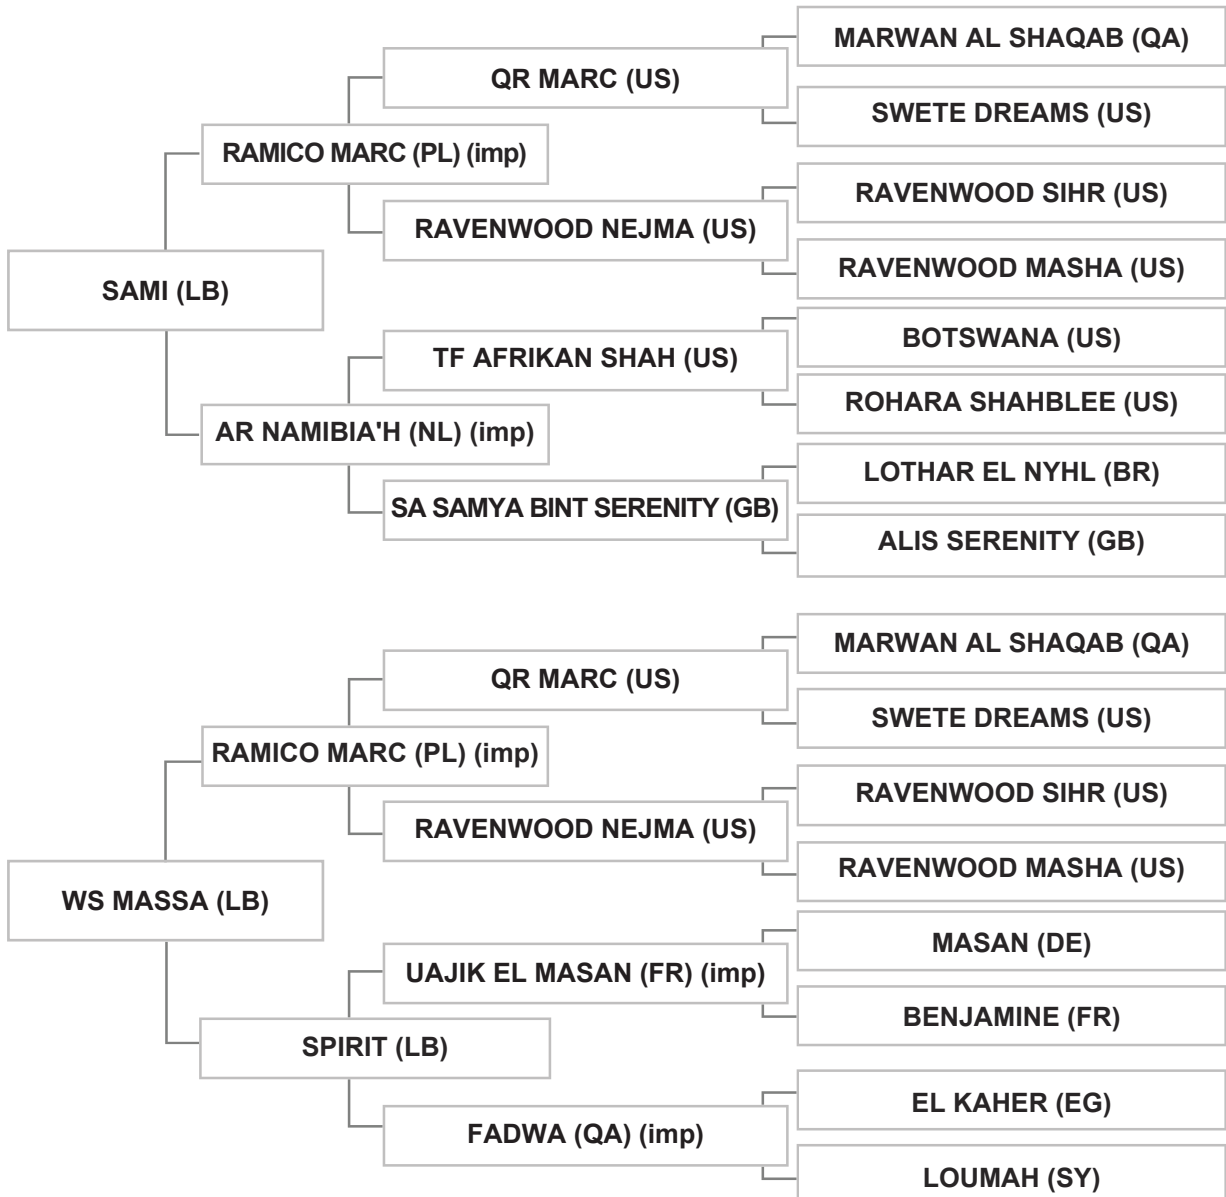 MARWAN AL SHAQAB (QA)
QR MARC (US)
SWETE DREAMS (US)
RAMICO MARC (PL) (imp)
RAVENWOOD SIHR (US)
RAVENWOOD NEJMA (US)
RAVENWOOD MASHA (US)
SAMI (LB)
BOTSWANA (US)
TF AFRIKAN SHAH (US)
ROHARA SHAHBLEE (US)
AR NAMIBIA'H (NL) (imp)
LOTHAR EL NYHL (BR)
SA SAMYA BINT SERENITY (GB)
ALIS SERENITY (GB)
MARWAN AL SHAQAB (QA)
QR MARC (US)
SWETE DREAMS (US)
RAMICO MARC (PL) (imp)
RAVENWOOD SIHR (US)
RAVENWOOD NEJMA (US)
RAVENWOOD MASHA (US)
WS MASSA (LB)
MASAN (DE)
UAJIK EL MASAN (FR) (imp)
BENJAMINE (FR)
SPIRIT (LB)
EL KAHER (EG)
FADWA (QA) (imp)
LOUMAH (SY)